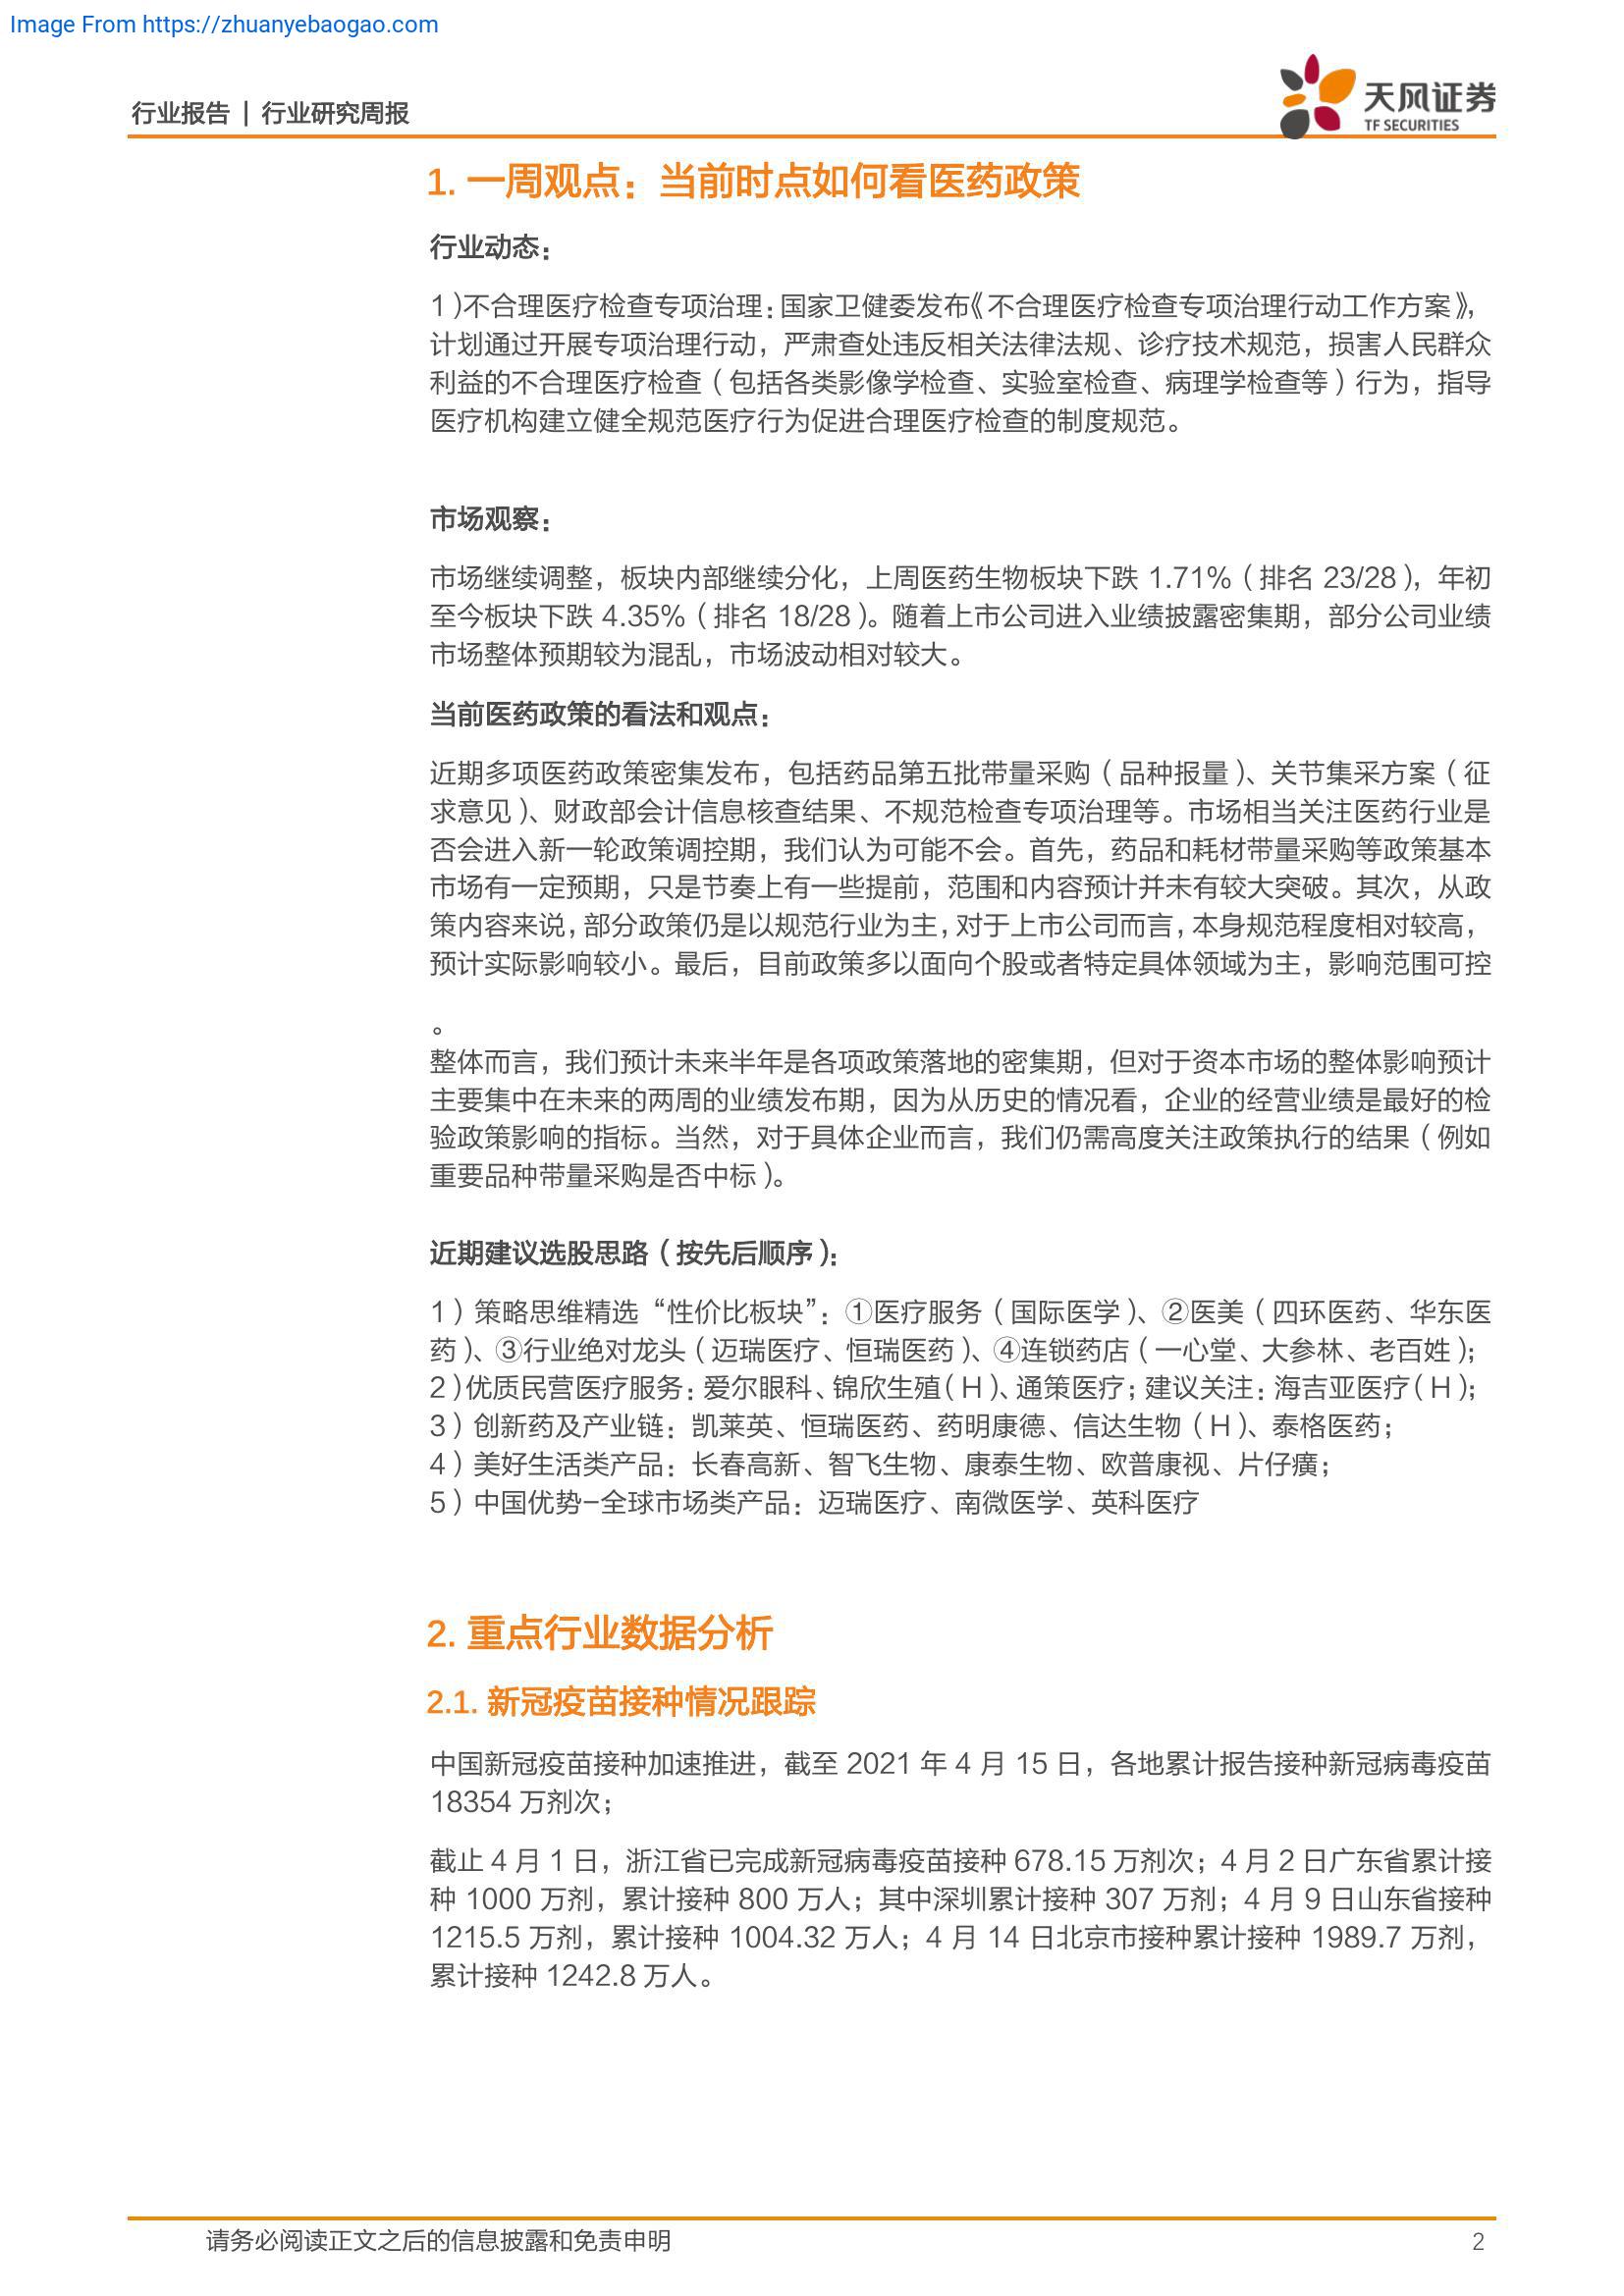 Image From https://zhuanyebaogao.com
行业报告 | 行业研究周报
天风证券
TF SECURITIES
1. 一周观点：当前时点如何看医药政策
行业动态：
1）不合理医疗检查专项治理：国家卫健委发布《不合理医疗检查专项治理行动工作方案》，
计划通过开展专项治理行动，严肃查处违反相关法律法规、诊疗技术规范，损害人民群众
利益的不合理医疗检查（包括各类影像学检查、实验室检查、病理学检查等）行为，指导
医疗机构建立健全规范医疗行为促进合理医疗检查的制度规范。
市场观察：
市场继续调整，板块内部继续分化，上周医药生物板块下跌 1.71%（排名 23/28），年初
至今板块下跌 4.35%（排名 18/28）。随着上市公司进入业绩披露密集期，部分公司业绩
市场整体预期较为混乱，市场波动相对较大。
当前医药政策的看法和观点：
近期多项医药政策密集发布，包括药品第五批带量采购（品种报量）、关节集采方案（征
求意见）、财政部会计信息核查结果、不规范检查专项治理等。市场相当关注医药行业是
否会进入新一轮政策调控期，我们认为可能不会。首先，药品和耗材带量采购等政策基本
市场有一定预期，只是节奏上有一些提前，范围和内容预计并未有较大突破。其次，从政
策内容来说，部分政策仍是以规范行业为主，对于上市公司而言，本身规范程度相对较高，
预计实际影响较小。最后，目前政策多以面向个股或者特定具体领域为主，影响范围可控
。
整体而言，我们预计未来半年是各项政策落地的密集期，但对于资本市场的整体影响预计
主要集中在未来的两周的业绩发布期，因为从历史的情况看，企业的经营业绩是最好的检
验政策影响的指标。当然，对于具体企业而言，我们仍需高度关注政策执行的结果（例如
重要品种带量采购是否中标）。
近期建议选股思路（按先后顺序）：
1）策略思维精选“性价比板块”：①医疗服务（国际医学）、②医美（四环医药、华东医
药）、③行业绝对龙头（迈瑞医疗、恒瑞医药）、④连锁药店（一心堂、大参林、老百姓）；
2）优质民营医疗服务：爱尔眼科、锦欣生殖（H）、通策医疗；建议关注：海吉亚医疗（H）；
3）创新药及产业链：凯莱英、恒瑞医药、药明康德、信达生物（H）、泰格医药；
4）美好生活类产品：长春高新、智飞生物、康泰生物、欧普康视、片仔癀；
5）中国优势-全球市场类产品：迈瑞医疗、南微医学、英科医疗
2. 重点行业数据分析
2.1. 新冠疫苗接种情况跟踪
中国新冠疫苗接种加速推进，截至 2021 年 4 月 15 日，各地累计报告接种新冠病毒疫苗
18354 万剂次；
截止 4 月 1 日，浙江省已完成新冠病毒疫苗接种 678.15 万剂次；4 月 2 日广东省累计接
种 1000 万剂，累计接种 800 万人；其中深圳累计接种 307 万剂；4 月 9 日山东省接种
1215.5 万剂，累计接种 1004.32 万人；4 月 14 日北京市接种累计接种 1989.7 万剂，
累计接种 1242.8 万人。
请务必阅读正文之后的信息披露和免责申明
2